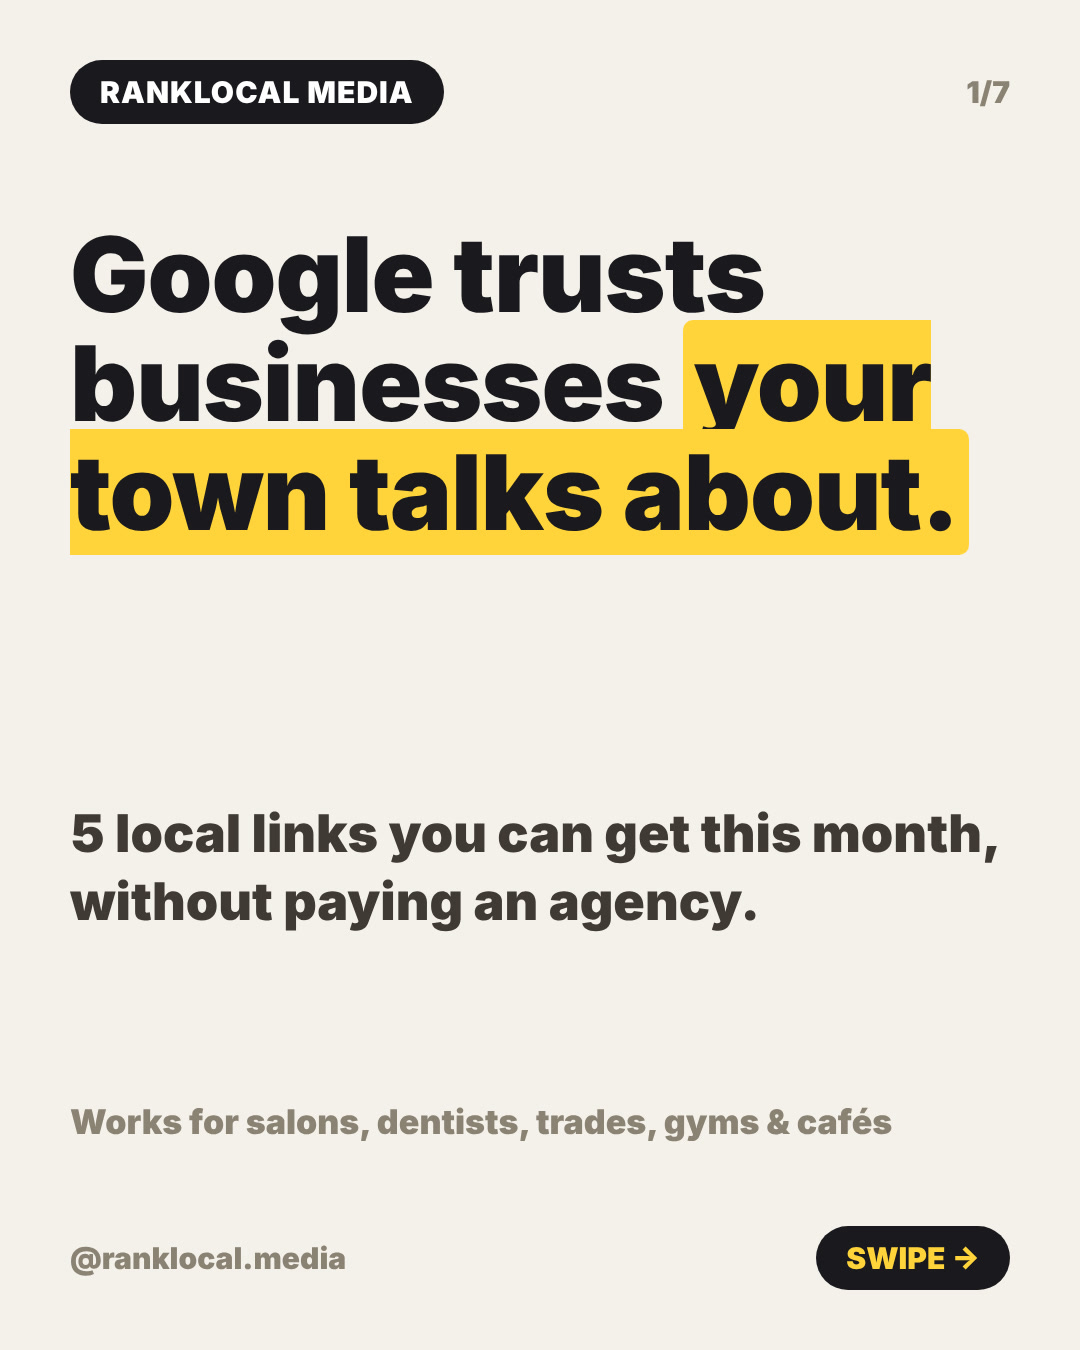 RANKLOCAL MEDIA
1/7
Google trusts
businesses your
town talks about.
5 local links you can get this month,
without paying an agency.
Works for salons, dentists, trades, gyms & cafés
@ranklocal.media
SWIPE →